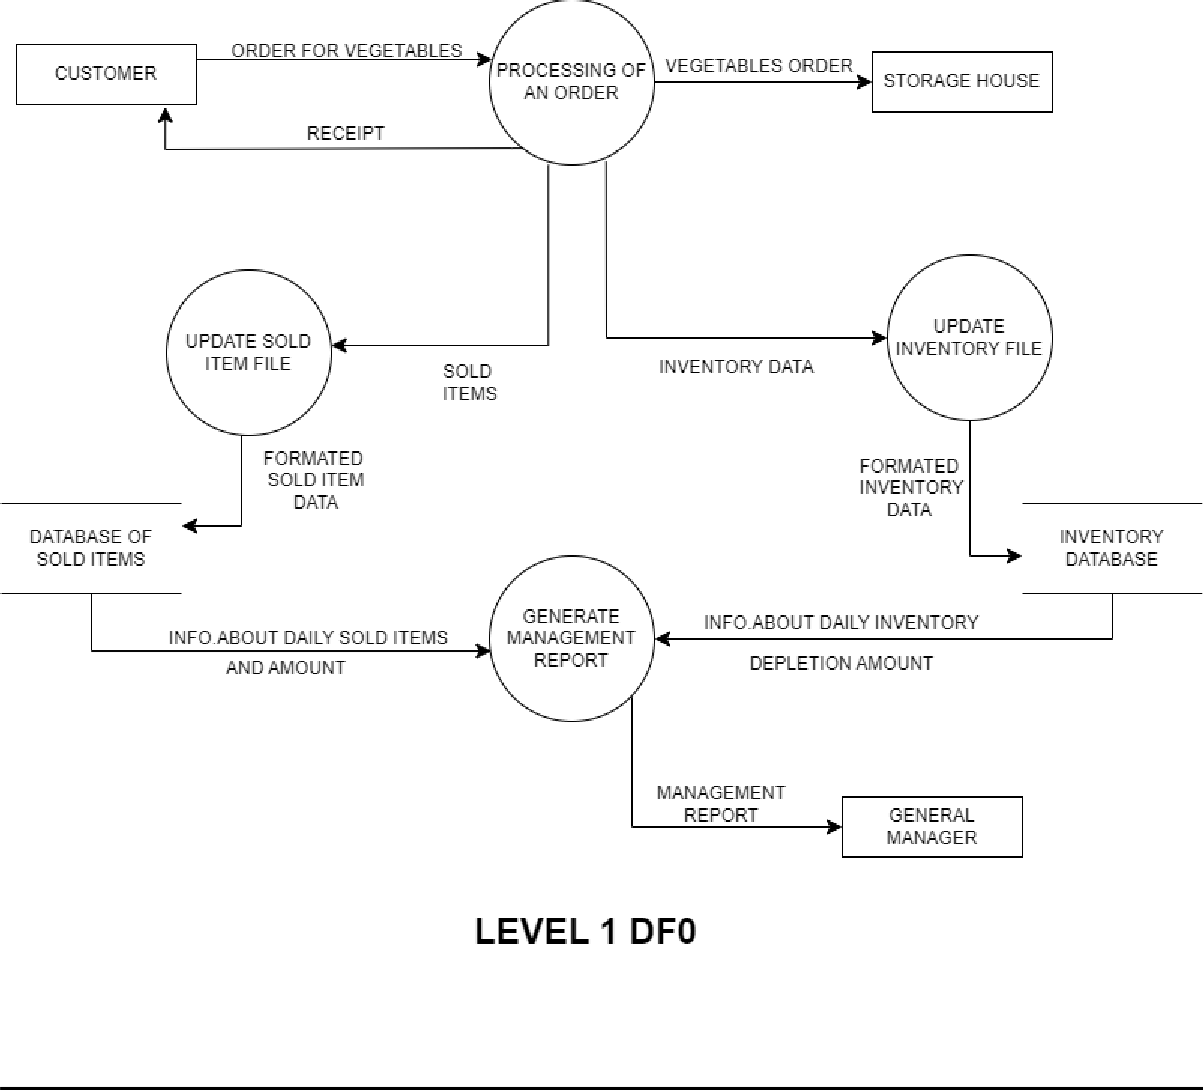 CUSTOMER
ORDER FOR VEGETABLES
PROCESSING OF
AN ORDER
VEGETABLES ORDER
STORAGE HOUSE
RECEIPT
UPDATE SOLD
ITEM FILE
SOLD
ITEMS
INVENTORY DATA
UPDATE
INVENTORY FILE
FORMATED
SOLD ITEM
DATA
FORMATED
INVENTORY
DATA
DATABASE OF
SOLD ITEMS
INVENTORY
DATABASE
INFO.ABOUT DAILY SOLD ITEMS
AND AMOUNT
GENERATE
MANAGEMENT
REPORT
INFO.ABOUT DAILY INVENTORY
DEPLETION AMOUNT
MANAGEMENT
REPORT
GENERAL
MANAGER
LEVEL 1 DF0